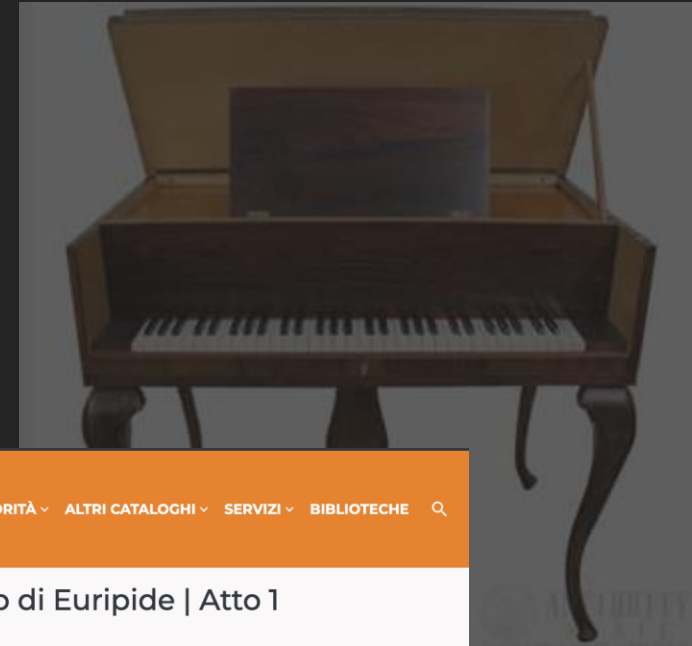 ORITÀ ALTRI CATALOGHI SERVIZI BIBLIOTECHE
o di Euripide | Atto 1